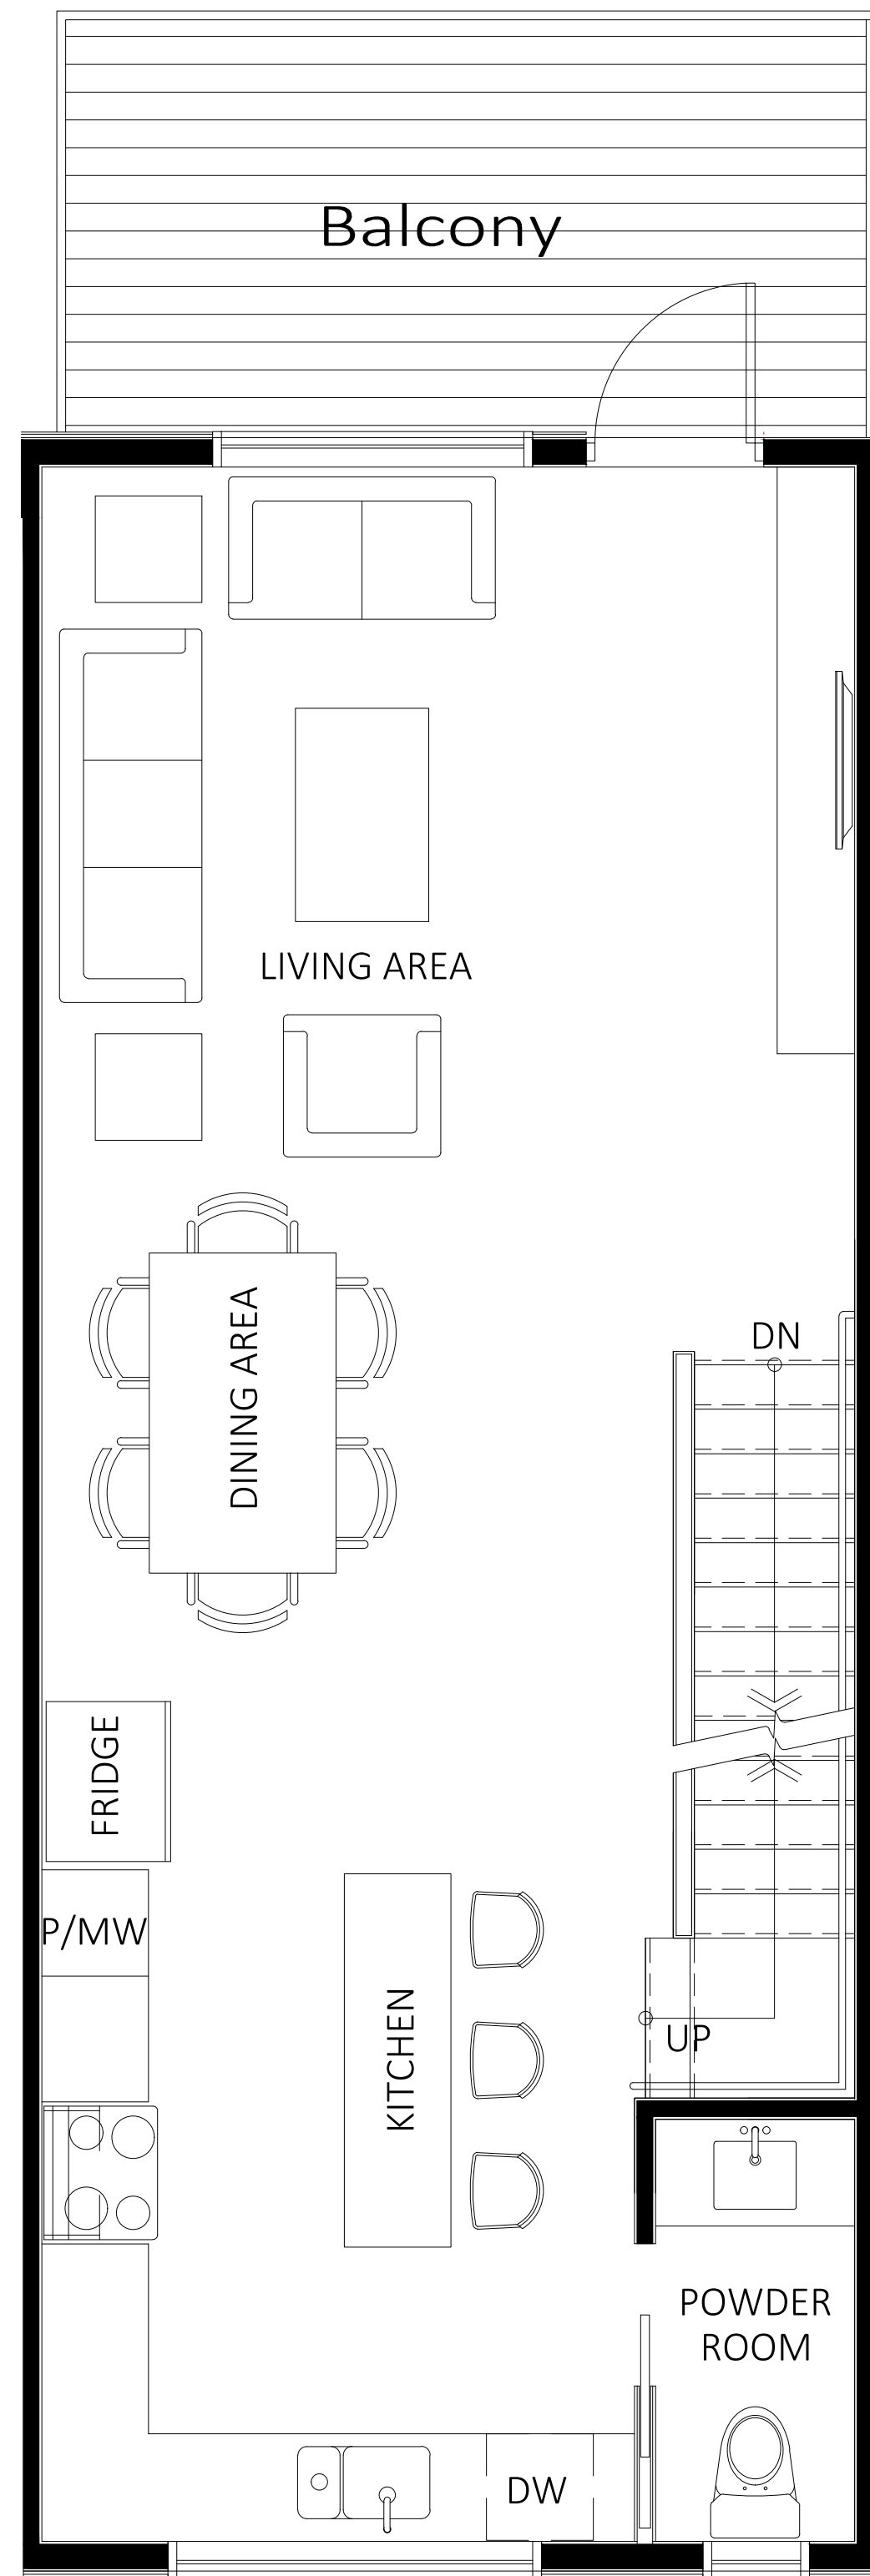 Balcony
LIVING AREA
DINING AREA
DN
FRIDGE
P/MW
KITCHEN
UP
POWDER
ROOM
DW